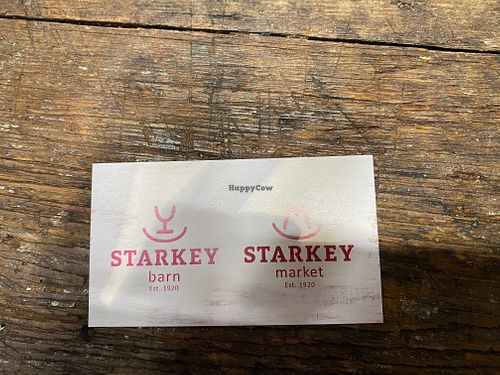 HappyCow
STARKEY
barn
Est. 1920
STARKEY
market
Est. 1920